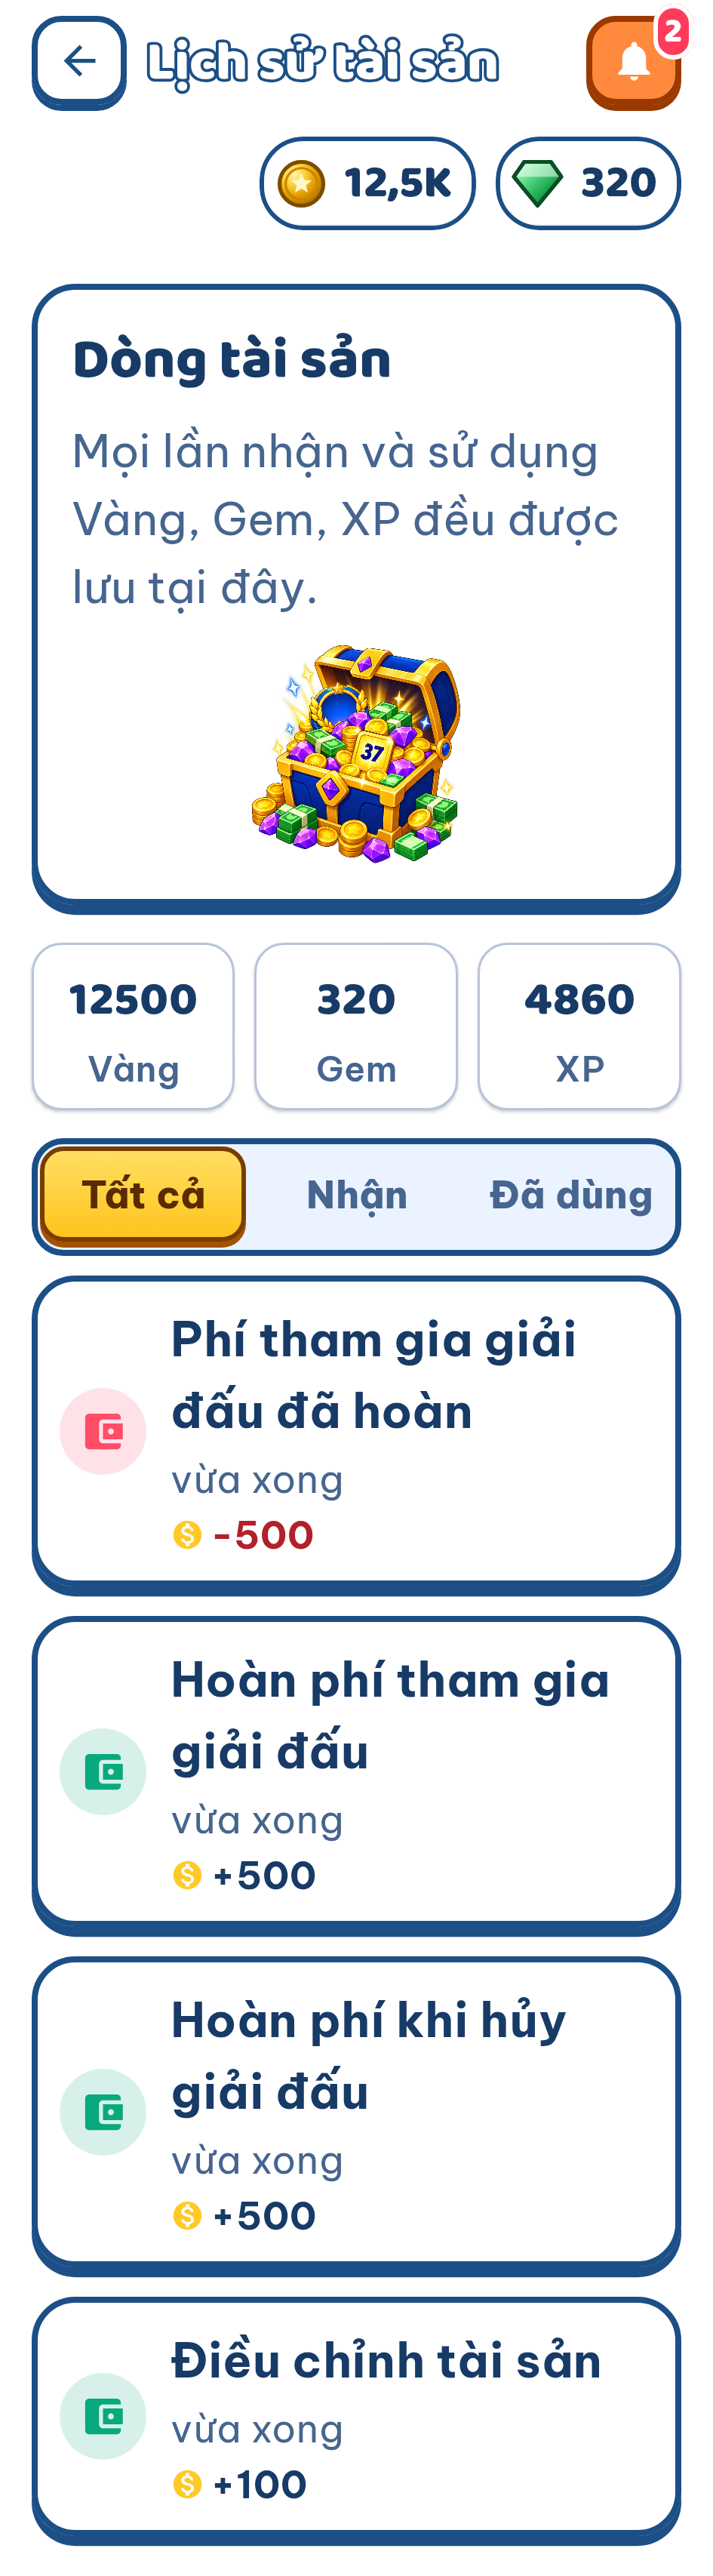 Lịch sử tài sản
2
12,5K
320
Dòng tài sản
Mọi lần nhận và sử dụng
Vàng, Gem, XP đều được
lưu tại đây.
37
12500
Vàng
320
Gem
4860
XP
Tất cả
Nhận
Đã dùng
Phí tham gia giải
đấu đã hoàn
vừa xong
-500
Hoàn phí tham gia
giải đấu
vừa xong
+500
Hoàn phí khi hủy
giải đấu
vừa xong
+500
Điều chỉnh tài sản
vừa xong
+100